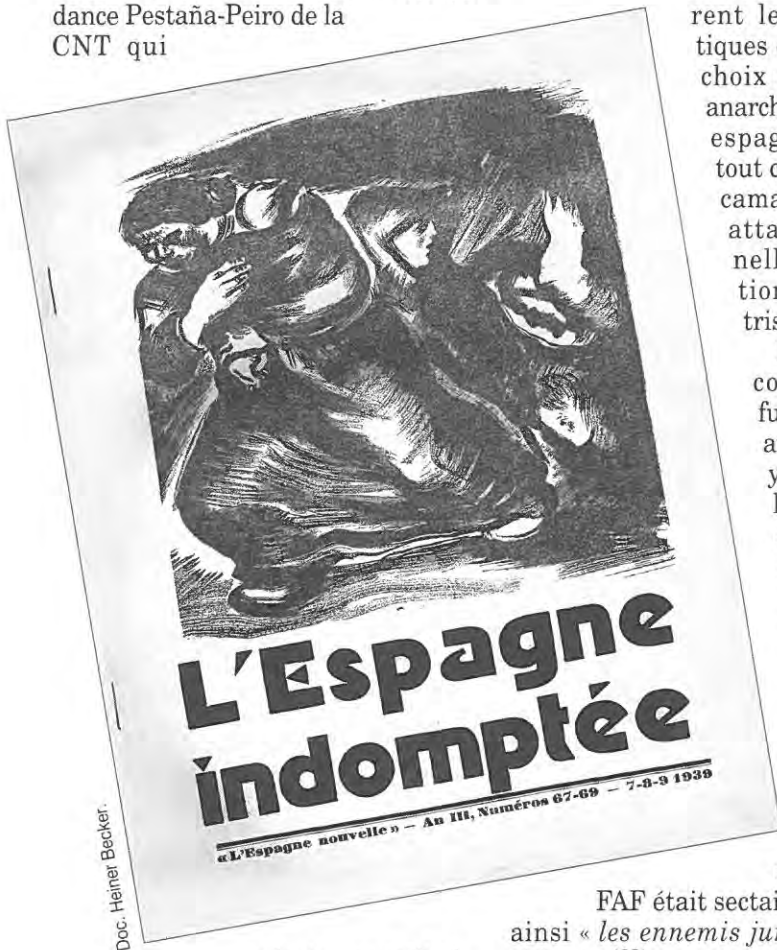 dance Pestaña-Peiro de la
CNT qui
L'Espagne
indomptée
«L'Espagne nouvelle» – An III, Numéros 67-69 – 7-8-9 1939
Doc. Heiner Becker.
rent le
tiques
choix
anarch
espag
tout c
cama
atta
nell
tion
tris
co
fu
a
y
FAF était sectai
ainsi « les ennemis jur